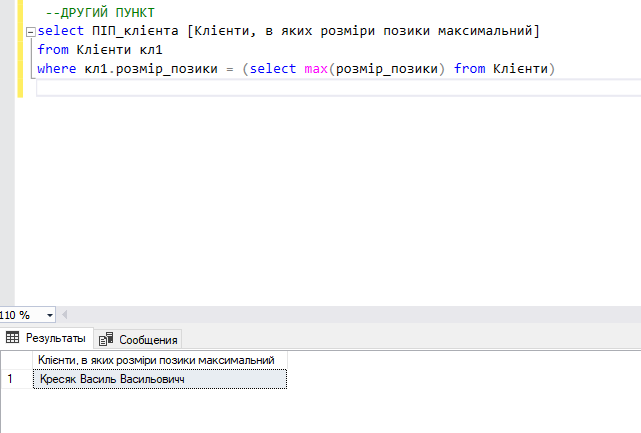 --ДРУГИЙ ПУНКТ
select ПІП_клієнта [Клієнти, в яких розміри позики максимальний]
from Клієнти кл1
where кл1.розмір_позики = (select max(розмір_позики) from Клієнти)
110 %
Результаты Сообщения
Клієнти, в яких розміри позики максимальний
1 Кресяк Василь Васильовичч